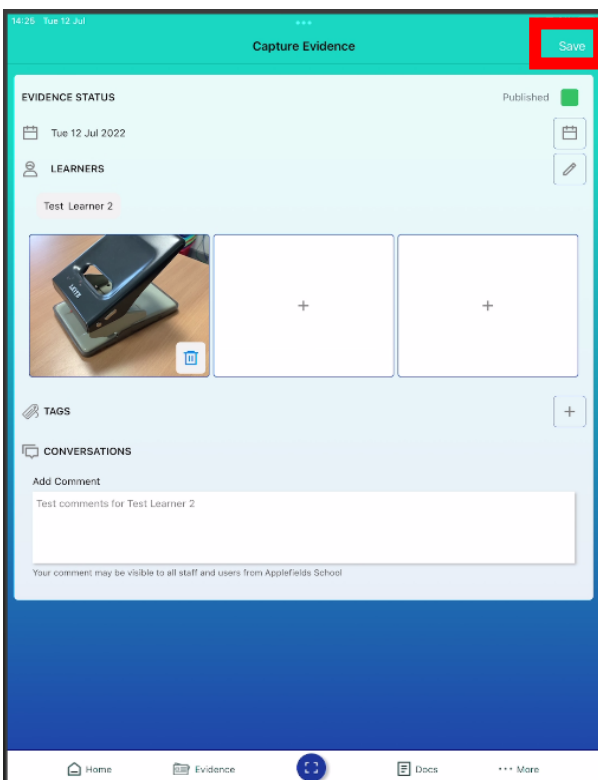 14:25 Tue 12 Jul
Capture Evidence
Save
EVIDENCE STATUS
Published
Tue 12 Jul 2022
LEARNERS
Test Learner 2
LEITZ
TAGS
CONVERSATIONS
Add Comment
Test comments for Test Learner 2
Your comment may be visible to all staff and users from Applefields School
Home
Evidence
Docs
More